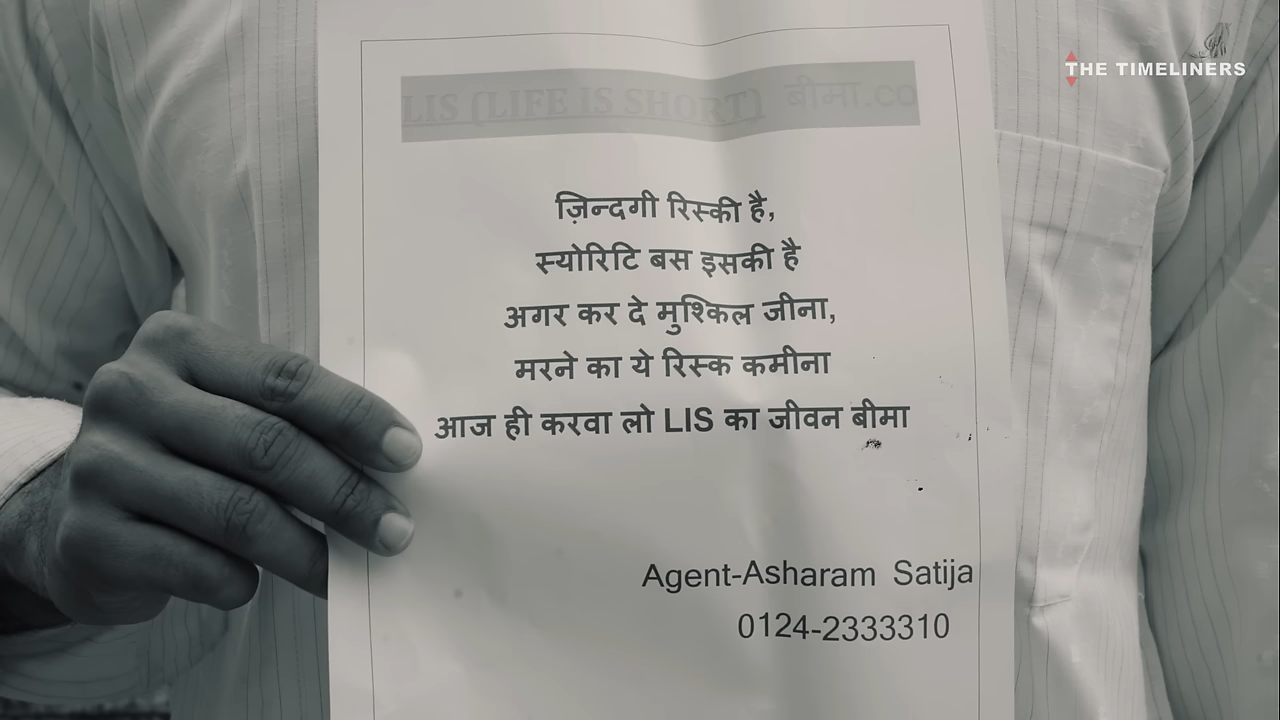 THE TIMELINERS
LIS (LIFE IS SHORT) बीमा.co
ज़िन्दगी रिस्की है,
स्योरिटि बस इसकी है
अगर कर दे मुश्किल जीना,
मरने का ये रिस्क कमीना
आज ही करवा लो LIS का जीवन बीमा
Agent-Asharam Satija
0124-2333310